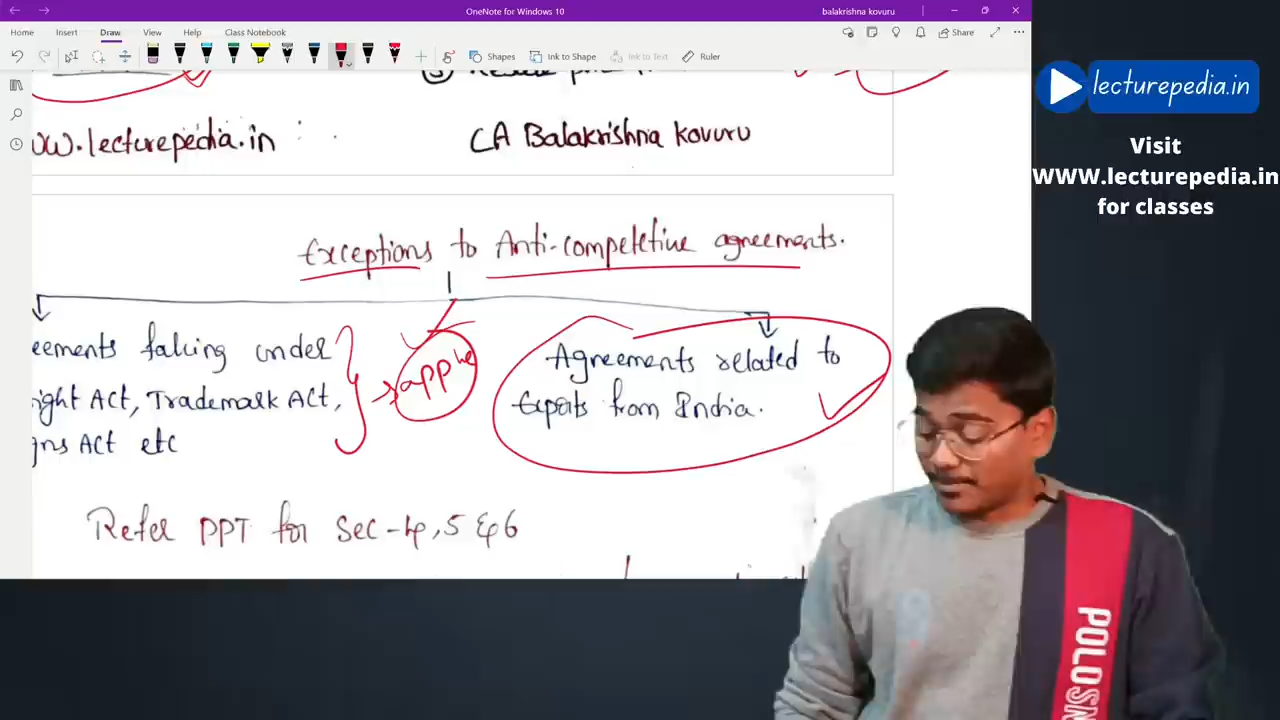 OneNote for Windows 10
balakrishna kovuru
Home Insert Draw View Help Class Notebook
Share
Shapes Ink to Shape Ink to Text Ruler
ww.lecturepedia.in CA Balakrishna kovuru
Exceptions to Anti-competetive agreements.
eements falling under
ight Act, Trademark Act,
gns Act etc
Agreements related to
Exports from India.
Refer PPT for Sec-4, 5 & 6
lecturepedia.in
Visit
WWW.lecturepedia.in
for classes
POLO